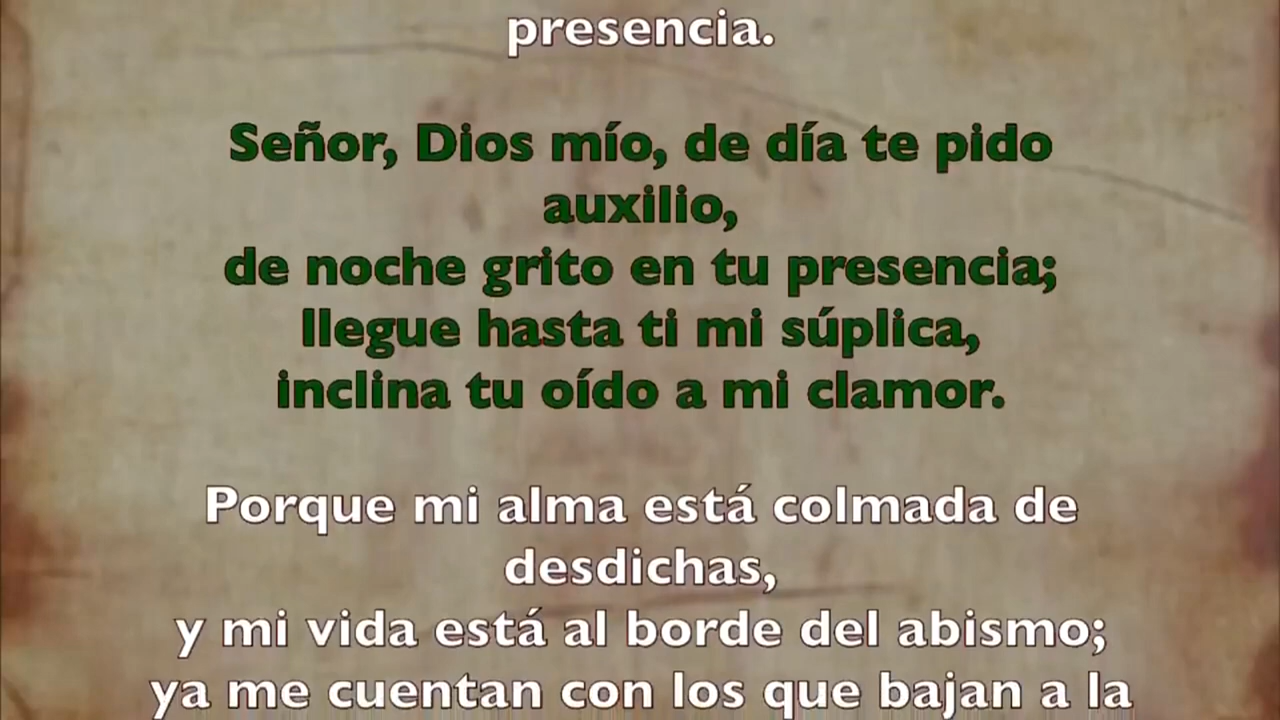 presencia.
Señor, Dios mío, de día te pido
auxilio,
de noche grito en tu presencia;
llegue hasta ti mi súplica,
inclina tu oído a mi clamor.
Porque mi alma está colmada de
desdichas,
y mi vida está al borde del abismo;
ya me cuentan con los que bajan a la